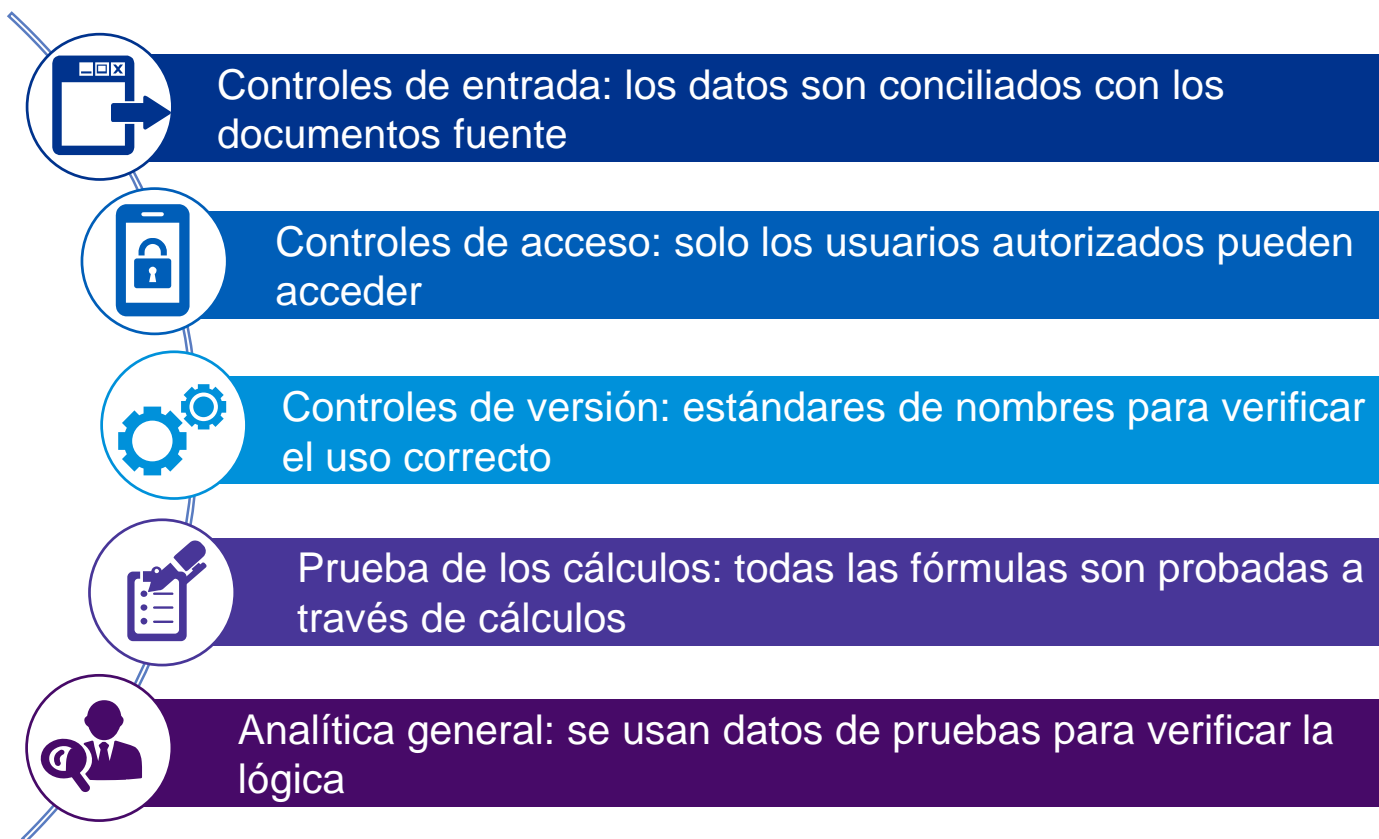 Controles de entrada: los datos son conciliados con los
documentos fuente
Controles de acceso: solo los usuarios autorizados pueden
acceder
Controles de versión: estándares de nombres para verificar
el uso correcto
Prueba de los cálculos: todas las fórmulas son probadas a
través de cálculos
Analítica general: se usan datos de pruebas para verificar la
lógica